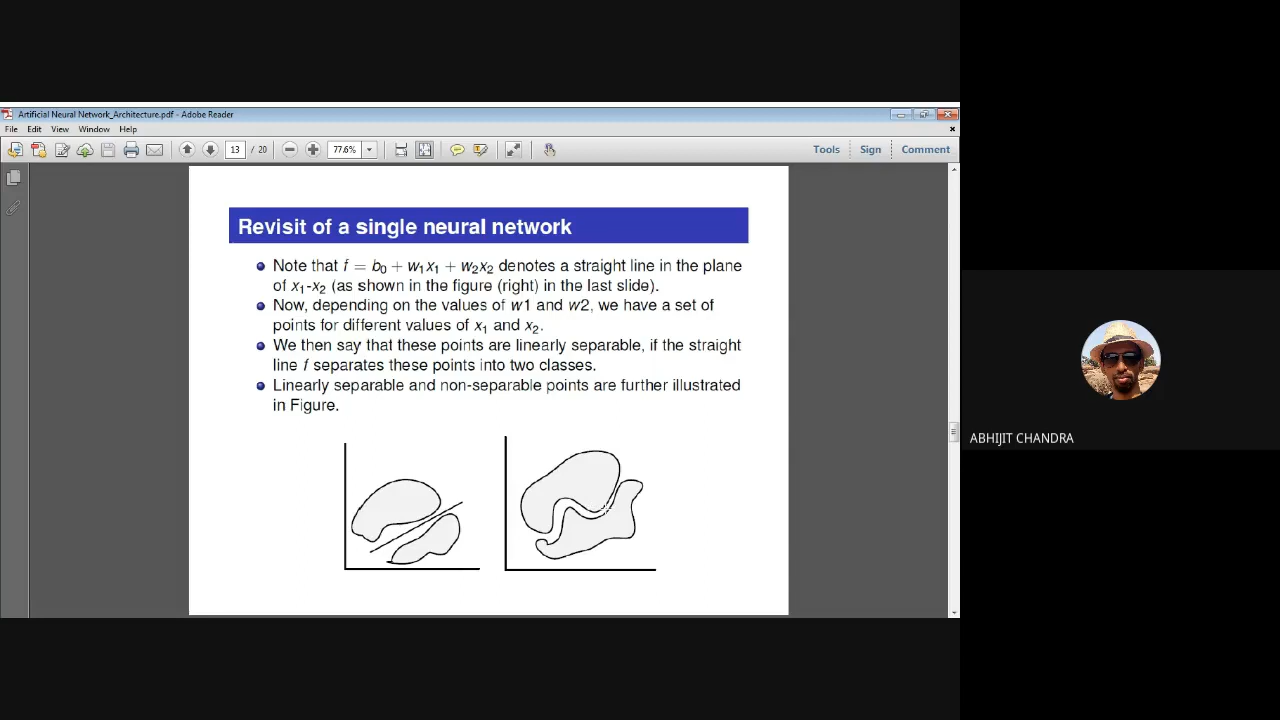 Artificial Neural Network_Architecture.pdf - Adobe Reader
File Edit View Window Help
13 / 20 77.6% Tools Sign Comment
Revisit of a single neural network
Note that f = b₀ + w₁x₁ + w₂x₂ denotes a straight line in the plane
of x₁-x₂ (as shown in the figure (right) in the last slide).
Now, depending on the values of w1 and w2, we have a set of
points for different values of x₁ and x₂.
We then say that these points are linearly separable, if the straight
line f separates these points into two classes.
Linearly separable and non-separable points are further illustrated
in Figure.
ABHIJIT CHANDRA